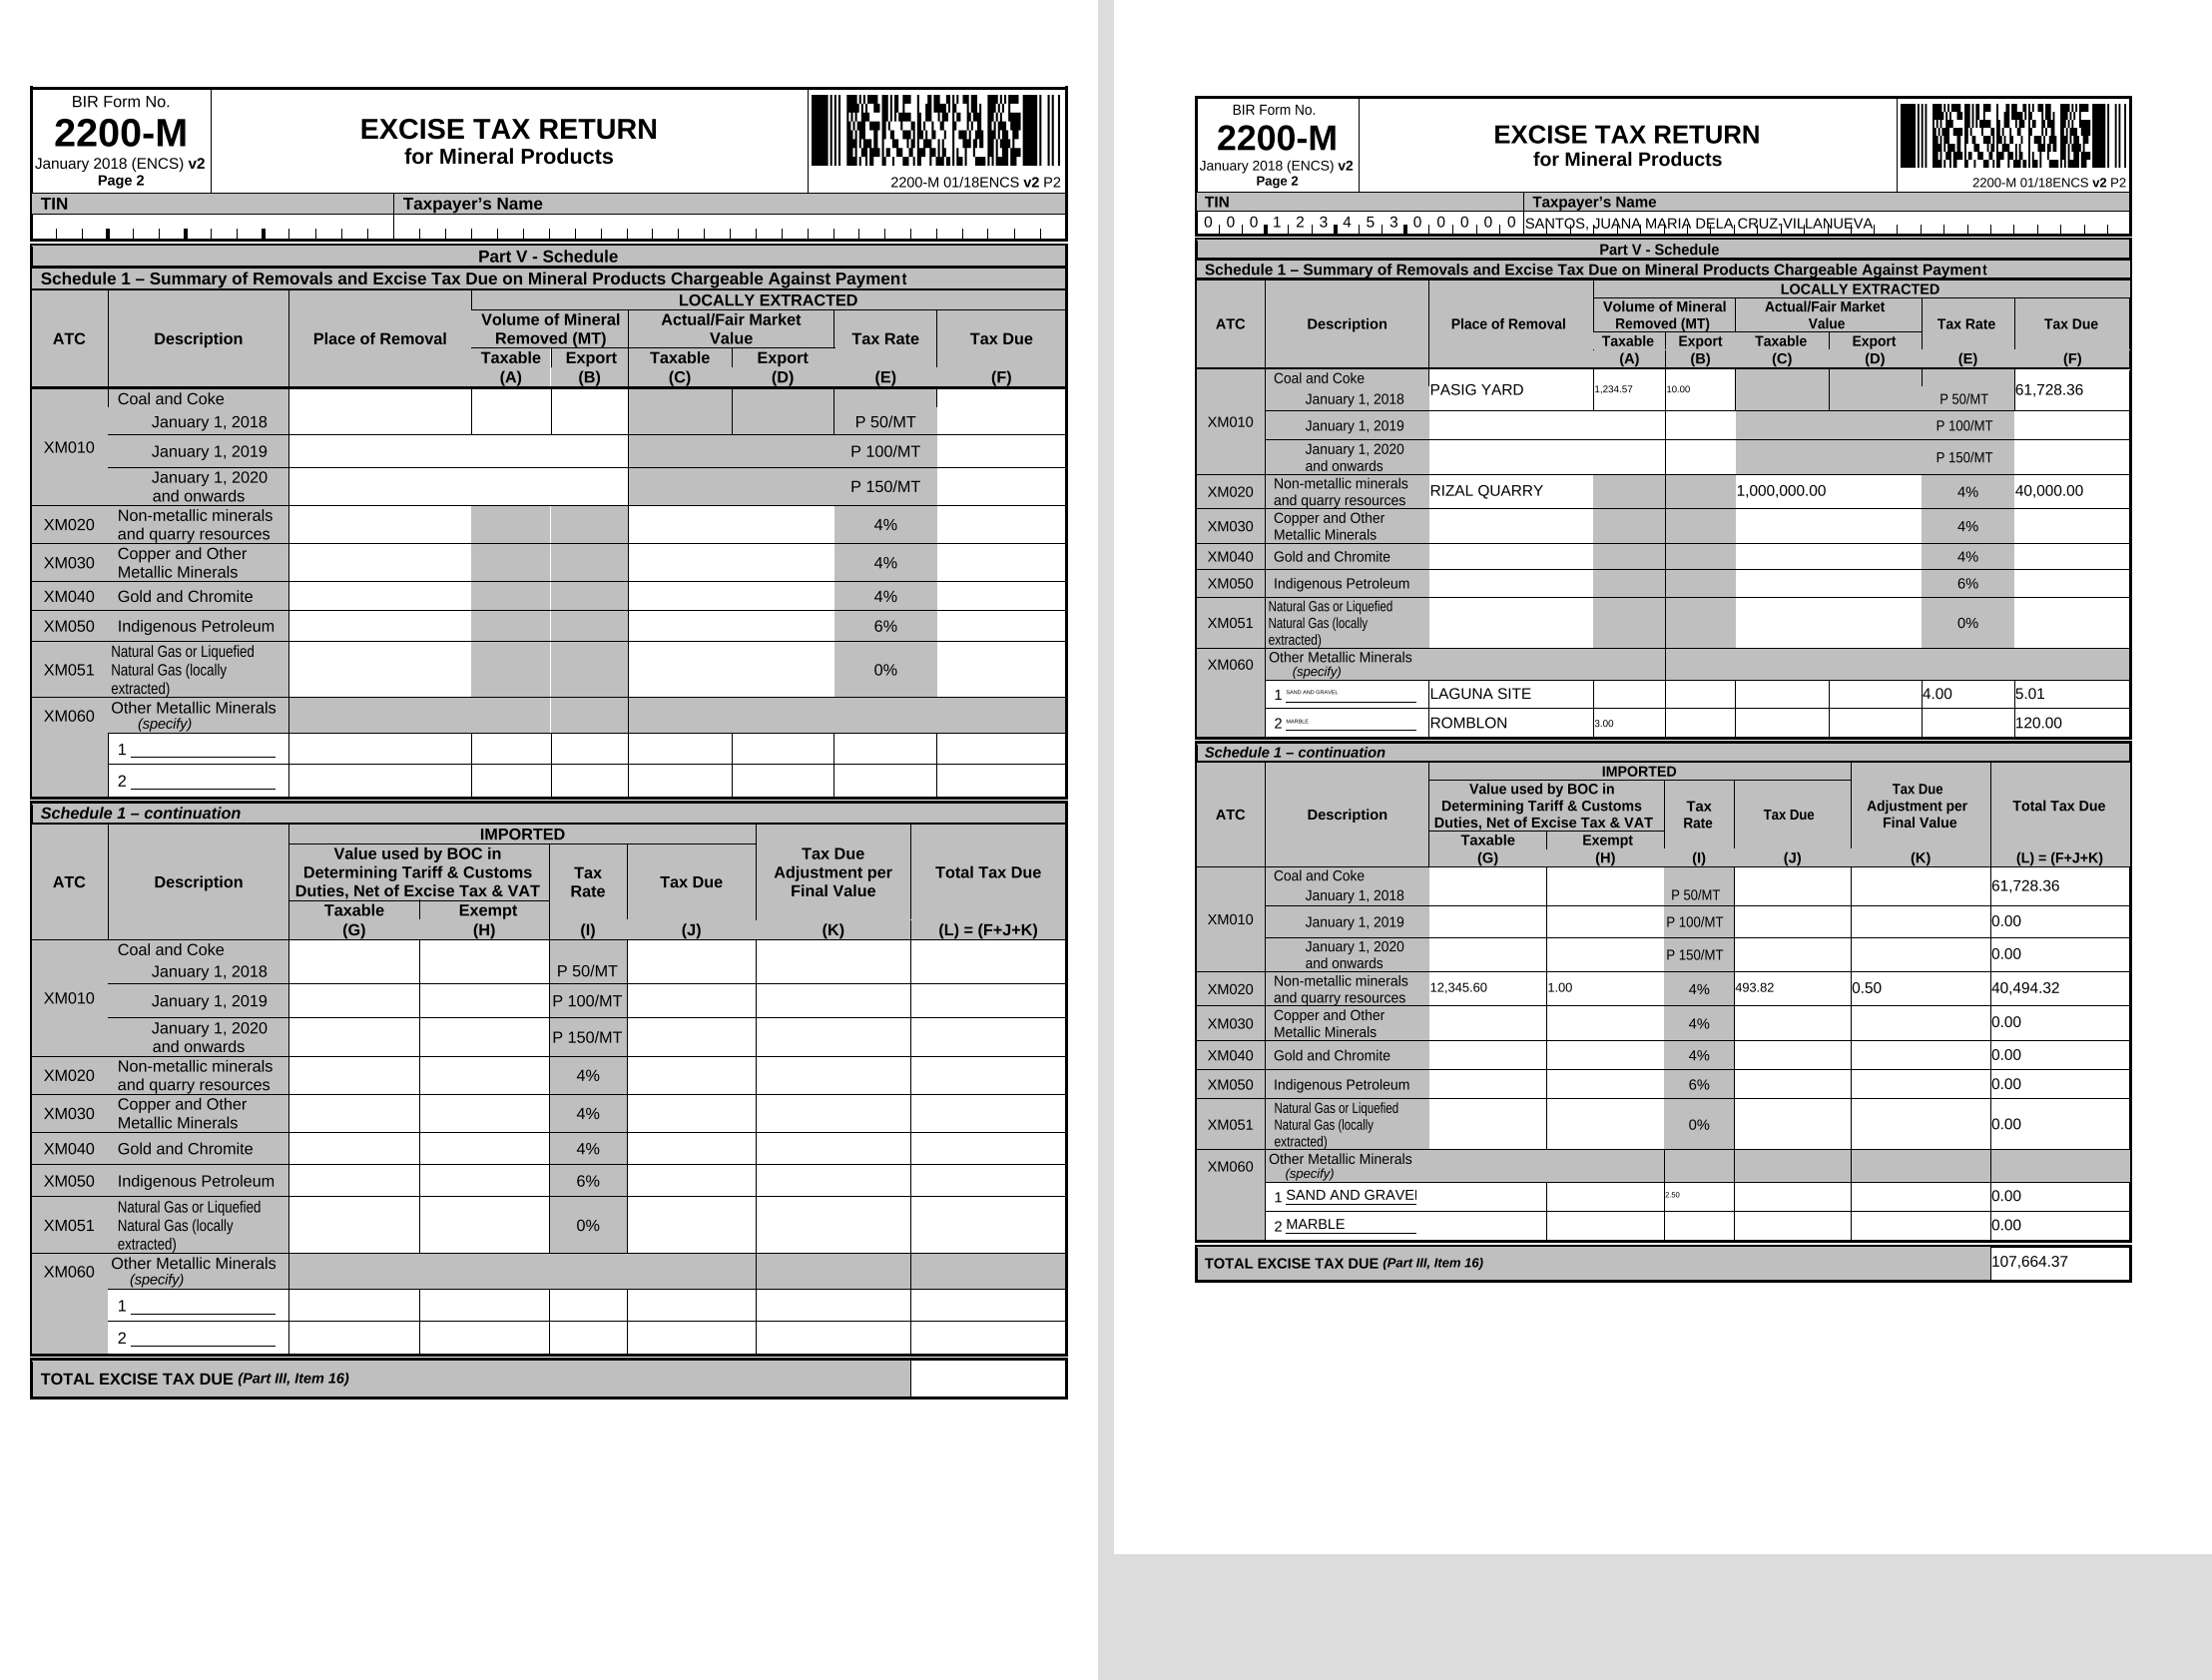 BIR Form No.
2200-M
January 2018 (ENCS) v2
Page 2
EXCISE TAX RETURN
for Mineral Products
2200-M 01/18ENCS v2 P2
TIN Taxpayer's Name
Part V - Schedule
Schedule 1 – Summary of Removals and Excise Tax Due on Mineral Products Chargeable Against Payment
LOCALLY EXTRACTED
ATC Description Place of Removal Volume of Mineral Removed (MT) Actual/Fair Market Value Tax Rate Tax Due
Taxable Export Taxable Export
(A) (B) (C) (D) (E) (F)
XM010 Coal and Coke
January 1, 2018 P 50/MT
January 1, 2019 P 100/MT
January 1, 2020 and onwards P 150/MT
XM020 Non-metallic minerals and quarry resources 4%
XM030 Copper and Other Metallic Minerals 4%
XM040 Gold and Chromite 4%
XM050 Indigenous Petroleum 6%
XM051 Natural Gas or Liquefied Natural Gas (locally extracted) 0%
XM060 Other Metallic Minerals (specify)
1
2
Schedule 1 – continuation
IMPORTED
ATC Description Value used by BOC in Determining Tariff & Customs Duties, Net of Excise Tax & VAT Tax Rate Tax Due Tax Due Adjustment per Final Value Total Tax Due
Taxable Exempt
(G) (H) (I) (J) (K) (L) = (F+J+K)
XM010 Coal and Coke
January 1, 2018 P 50/MT
January 1, 2019 P 100/MT
January 1, 2020 and onwards P 150/MT
XM020 Non-metallic minerals and quarry resources 4%
XM030 Copper and Other Metallic Minerals 4%
XM040 Gold and Chromite 4%
XM050 Indigenous Petroleum 6%
XM051 Natural Gas or Liquefied Natural Gas (locally extracted) 0%
XM060 Other Metallic Minerals (specify)
1
2
TOTAL EXCISE TAX DUE (Part III, Item 16)
BIR Form No.
2200-M
January 2018 (ENCS) v2
Page 2
EXCISE TAX RETURN
for Mineral Products
2200-M 01/18ENCS v2 P2
TIN Taxpayer's Name
0 0 0 1 2 3 4 5 3 0 0 0 0 0 SANTOS, JUANA MARIA DELA CRUZ-VILLANUEVA
Part V - Schedule
Schedule 1 – Summary of Removals and Excise Tax Due on Mineral Products Chargeable Against Payment
LOCALLY EXTRACTED
ATC Description Place of Removal Volume of Mineral Removed (MT) Actual/Fair Market Value Tax Rate Tax Due
Taxable Export Taxable Export
(A) (B) (C) (D) (E) (F)
XM010 Coal and Coke
January 1, 2018 PASIG YARD 1,234.57 10.00 P 50/MT 61,728.36
January 1, 2019 P 100/MT
January 1, 2020 and onwards P 150/MT
XM020 Non-metallic minerals and quarry resources RIZAL QUARRY 1,000,000.00 4% 40,000.00
XM030 Copper and Other Metallic Minerals 4%
XM040 Gold and Chromite 4%
XM050 Indigenous Petroleum 6%
XM051 Natural Gas or Liquefied Natural Gas (locally extracted) 0%
XM060 Other Metallic Minerals (specify)
1 SAND AND GRAVEL LAGUNA SITE 4.00 5.01
2 MARBLE ROMBLON 3.00 120.00
Schedule 1 – continuation
IMPORTED
ATC Description Value used by BOC in Determining Tariff & Customs Duties, Net of Excise Tax & VAT Tax Rate Tax Due Tax Due Adjustment per Final Value Total Tax Due
Taxable Exempt
(G) (H) (I) (J) (K) (L) = (F+J+K)
XM010 Coal and Coke
January 1, 2018 P 50/MT 61,728.36
January 1, 2019 P 100/MT 0.00
January 1, 2020 and onwards P 150/MT 0.00
XM020 Non-metallic minerals and quarry resources 12,345.60 1.00 4% 493.82 0.50 40,494.32
XM030 Copper and Other Metallic Minerals 4% 0.00
XM040 Gold and Chromite 4% 0.00
XM050 Indigenous Petroleum 6% 0.00
XM051 Natural Gas or Liquefied Natural Gas (locally extracted) 0% 0.00
XM060 Other Metallic Minerals (specify)
1 SAND AND GRAVEL 2.50 0.00
2 MARBLE 0.00
TOTAL EXCISE TAX DUE (Part III, Item 16) 107,664.37